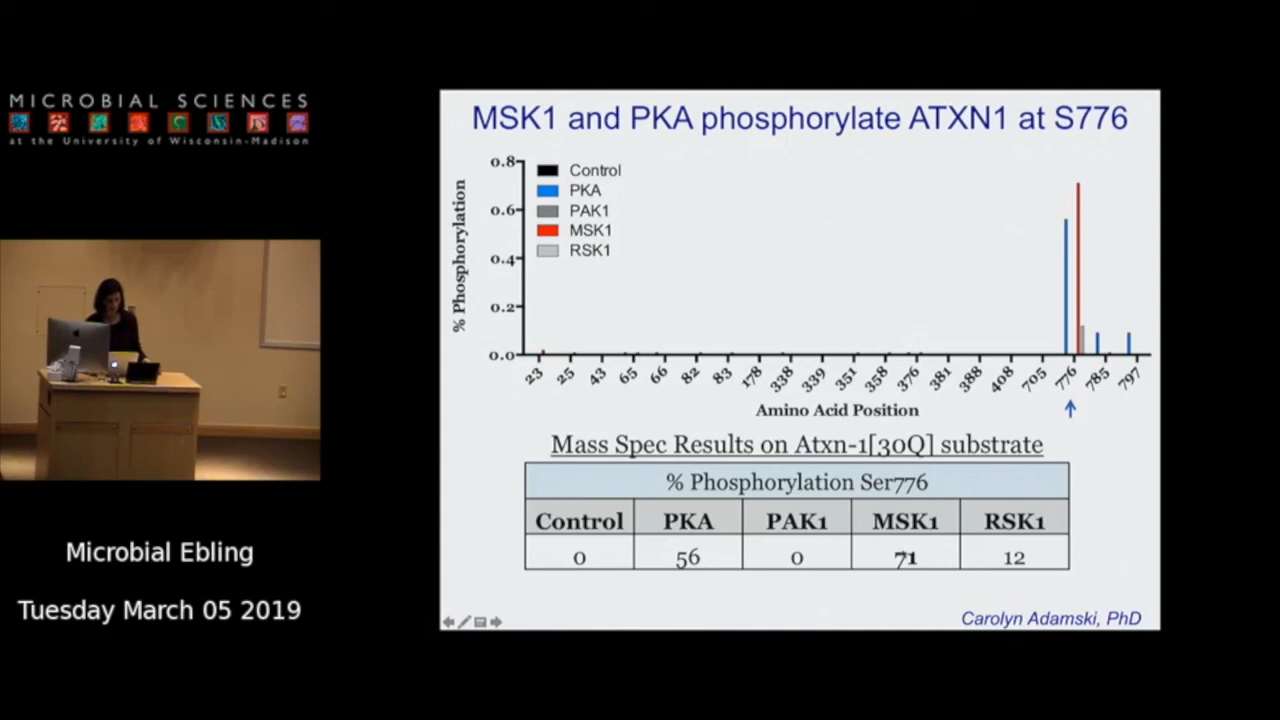 MICROBIAL SCIENCES
at the University of Wisconsin-Madison
Microbial Ebling
Tuesday March 05 2019
MSK1 and PKA phosphorylate ATXN1 at S776
% Phosphorylation
0.8
0.6
0.4
0.2
0.0
Control
PKA
PAK1
MSK1
RSK1
23 25 43 65 66 82 83 178 338 339 351 358 376 381 388 408 705 776 785 797
Amino Acid Position
Mass Spec Results on Atxn-1[30Q] substrate
% Phosphorylation Ser776
Control PKA PAK1 MSK1 RSK1
0 56 0 71 12
Carolyn Adamski, PhD